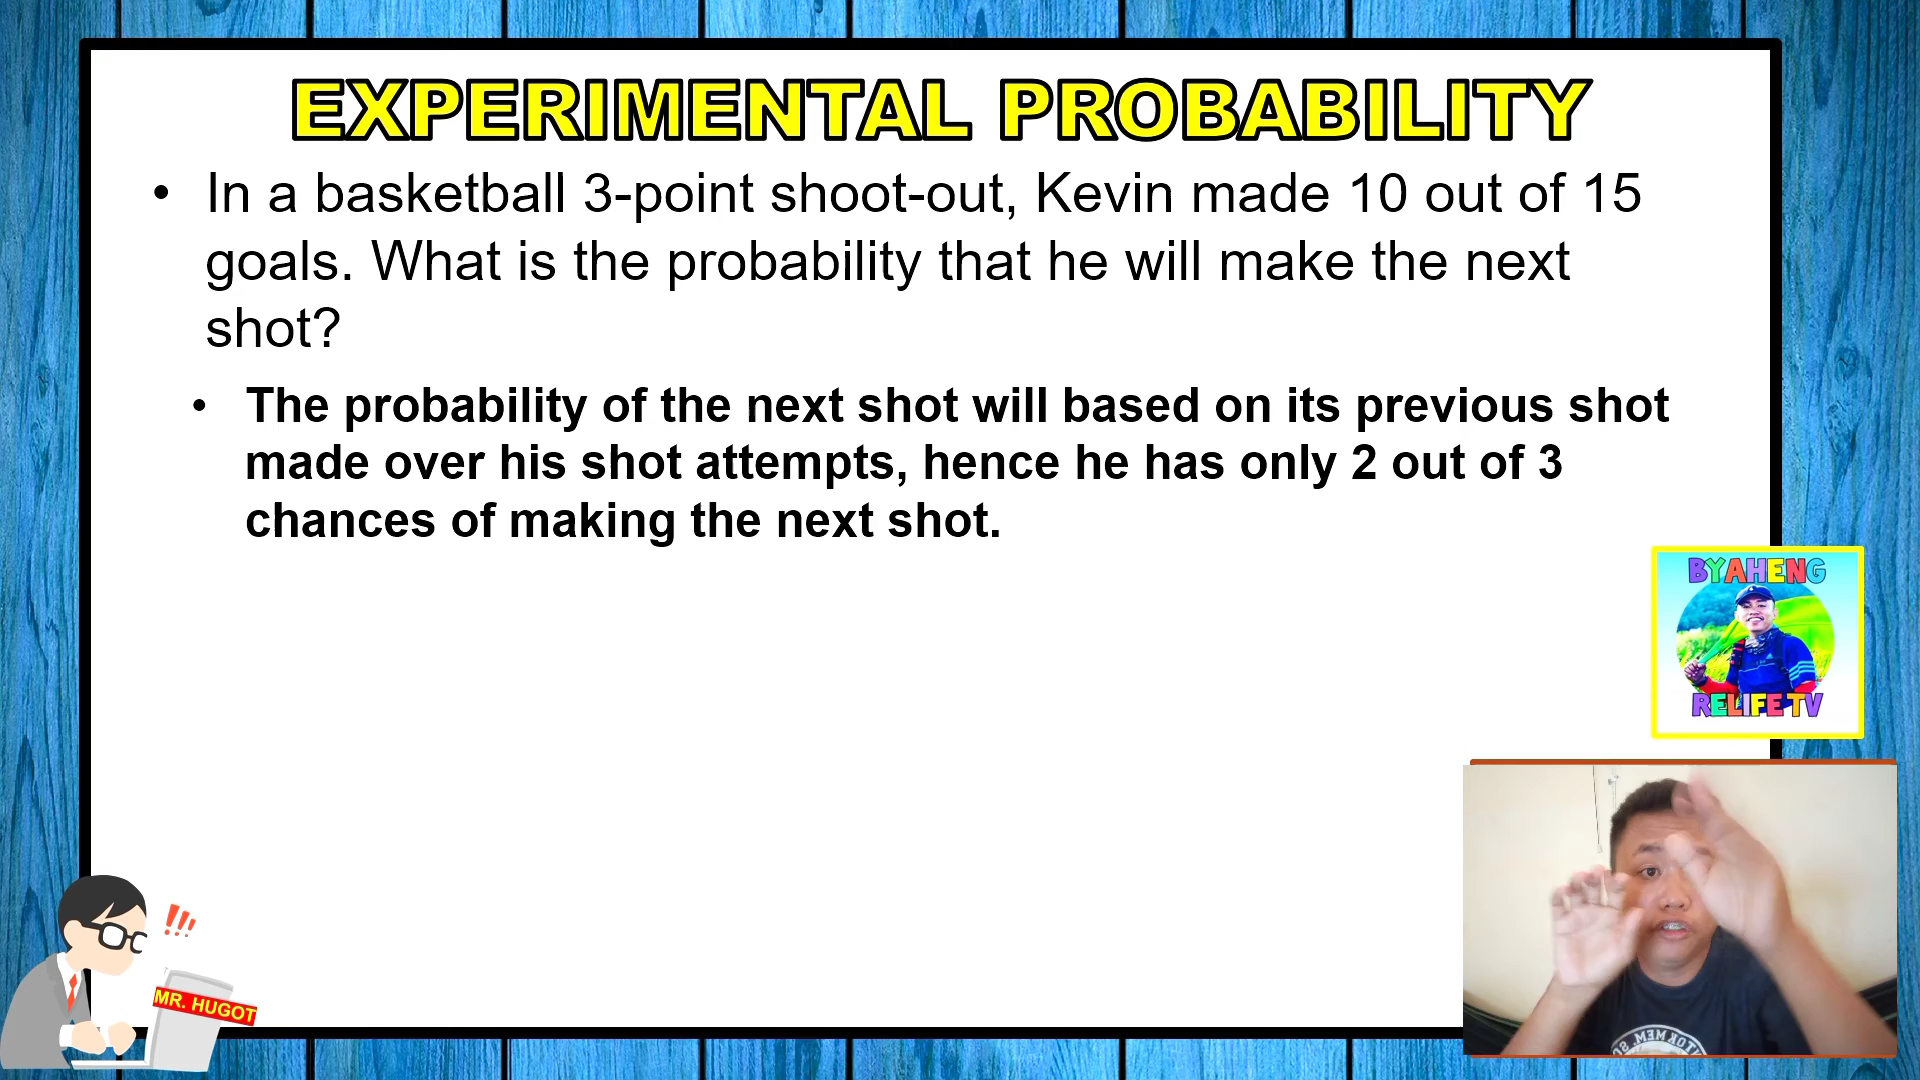 EXPERIMENTAL PROBABILITY
• In a basketball 3-point shoot-out, Kevin made 10 out of 15
goals. What is the probability that he will make the next
shot?
• The probability of the next shot will based on its previous shot
made over his shot attempts, hence he has only 2 out of 3
chances of making the next shot.
BYAHENG
RELIFE TV
!!!
MR. HUGOT